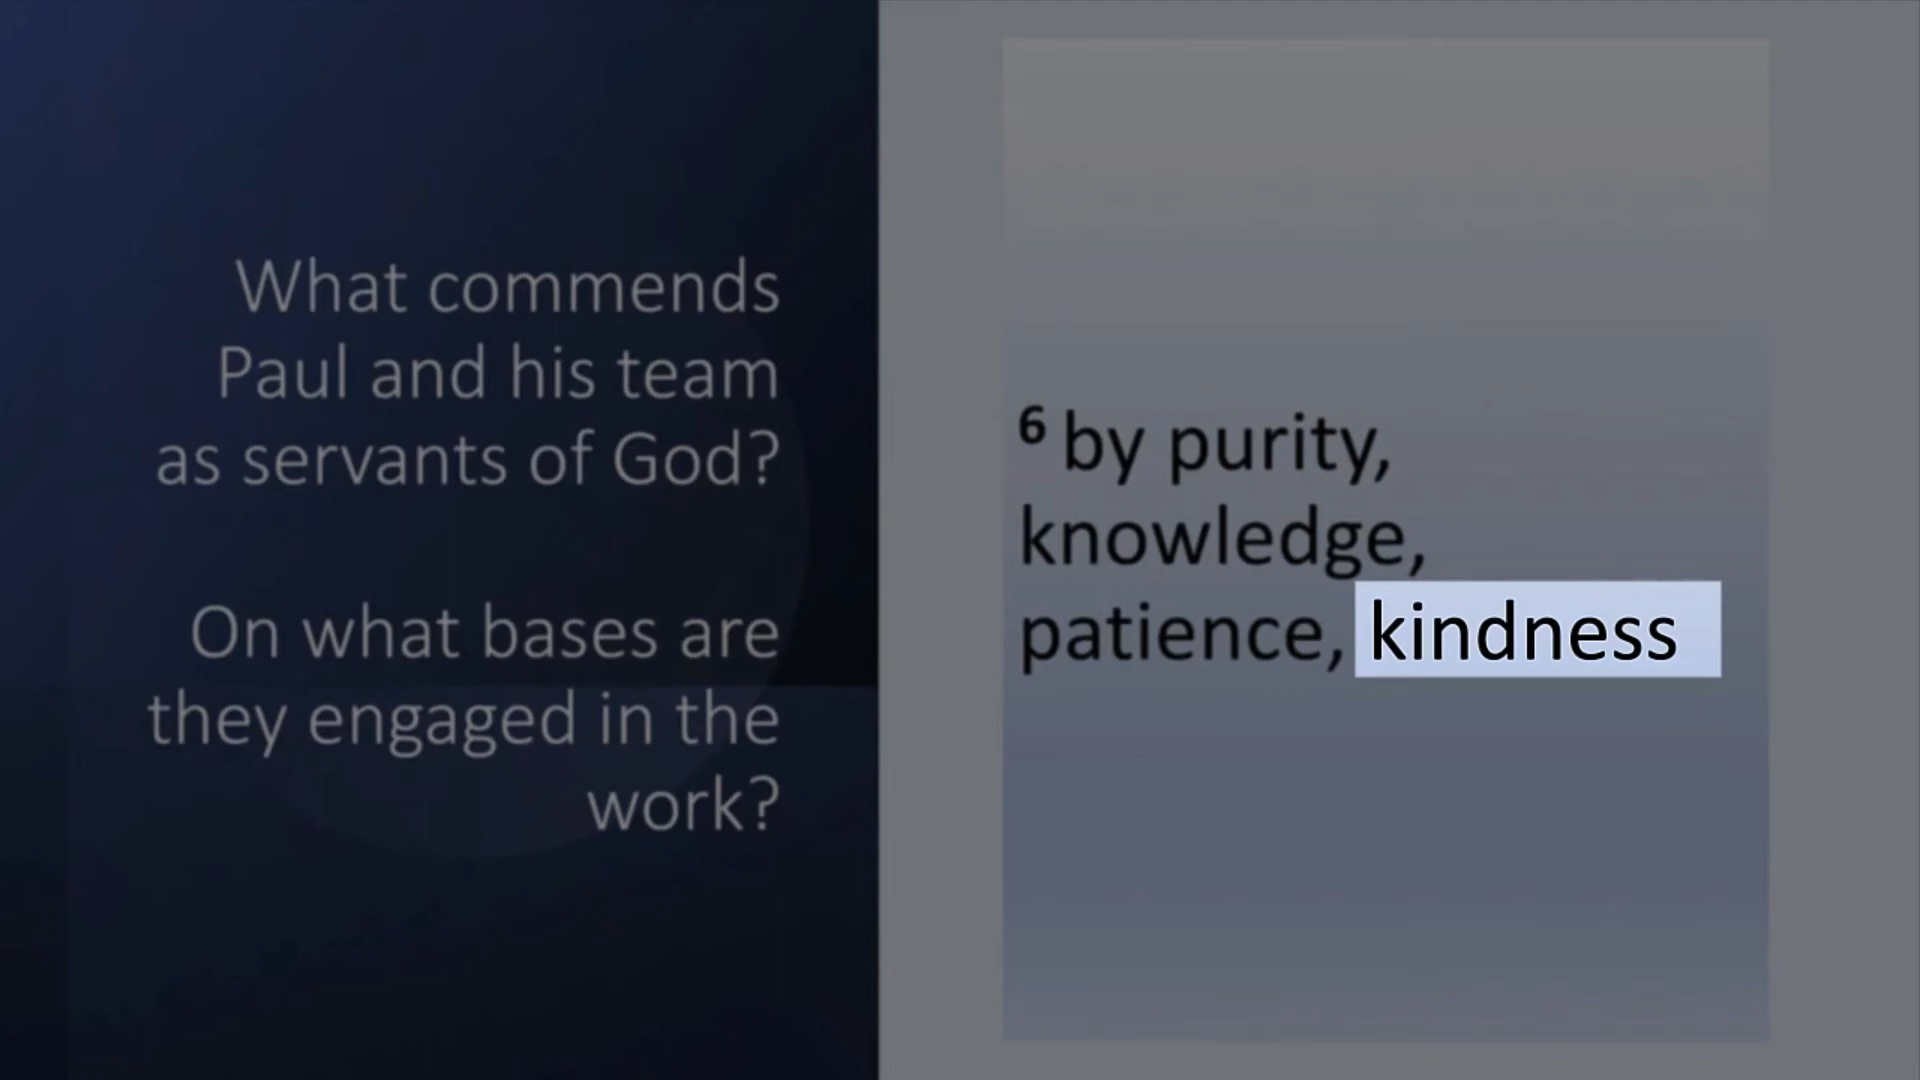 What commends
Paul and his team
as servants of God?
On what bases are
they engaged in the
work?
6 by purity,
knowledge,
patience, kindness